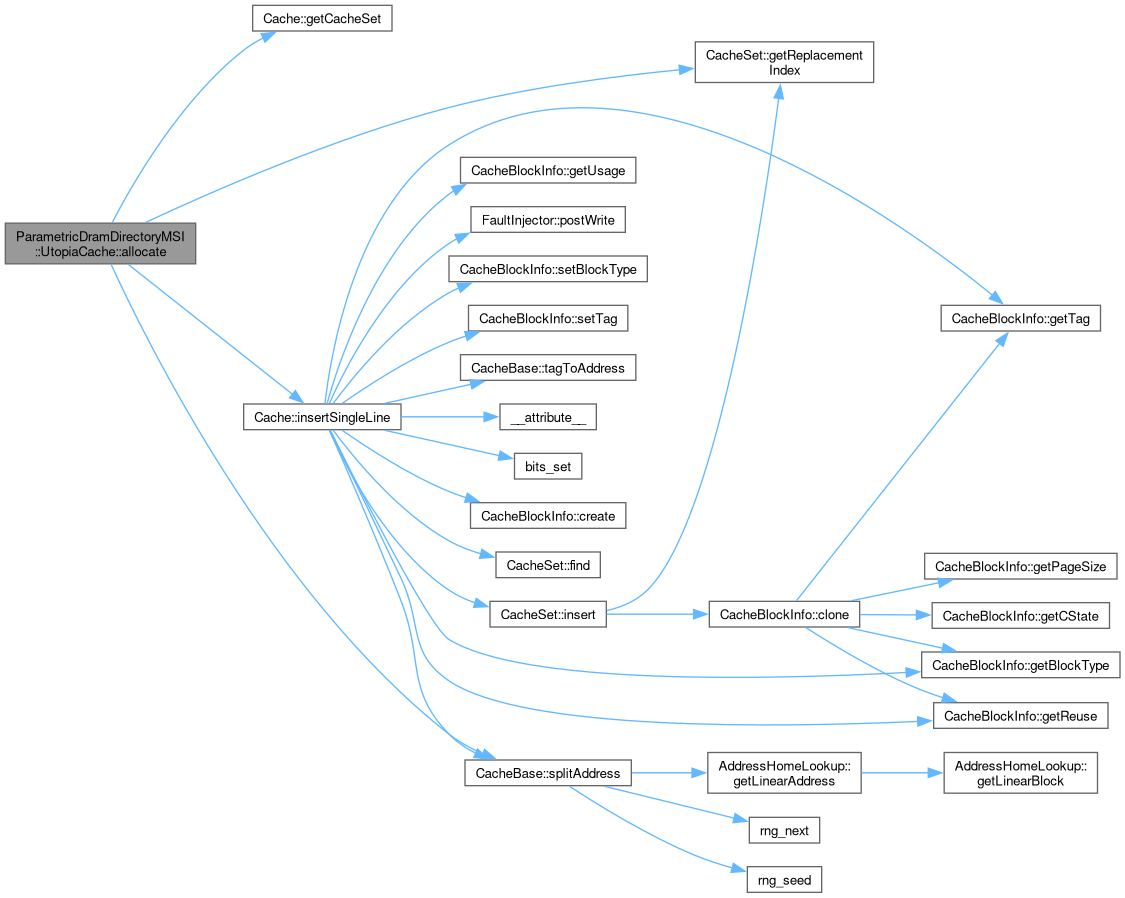 Cache::getCacheSet
CacheSet::getReplacement
Index
CacheBlockInfo::getUsage
FaultInjector::postWrite
ParametricDramDirectoryMSI
::UtopiaCache::allocate
CacheBlockInfo::setBlockType
CacheBlockInfo::setTag
CacheBlockInfo::getTag
CacheBase::tagToAddress
Cache::insertSingleLine
__attribute__
bits_set
CacheBlockInfo::create
CacheSet::find
CacheBlockInfo::getPageSize
CacheSet::insert
CacheBlockInfo::clone
CacheBlockInfo::getCState
CacheBlockInfo::getBlockType
CacheBlockInfo::getReuse
CacheBase::splitAddress
AddressHomeLookup::
getLinearAddress
AddressHomeLookup::
getLinearBlock
rng_next
rng_seed